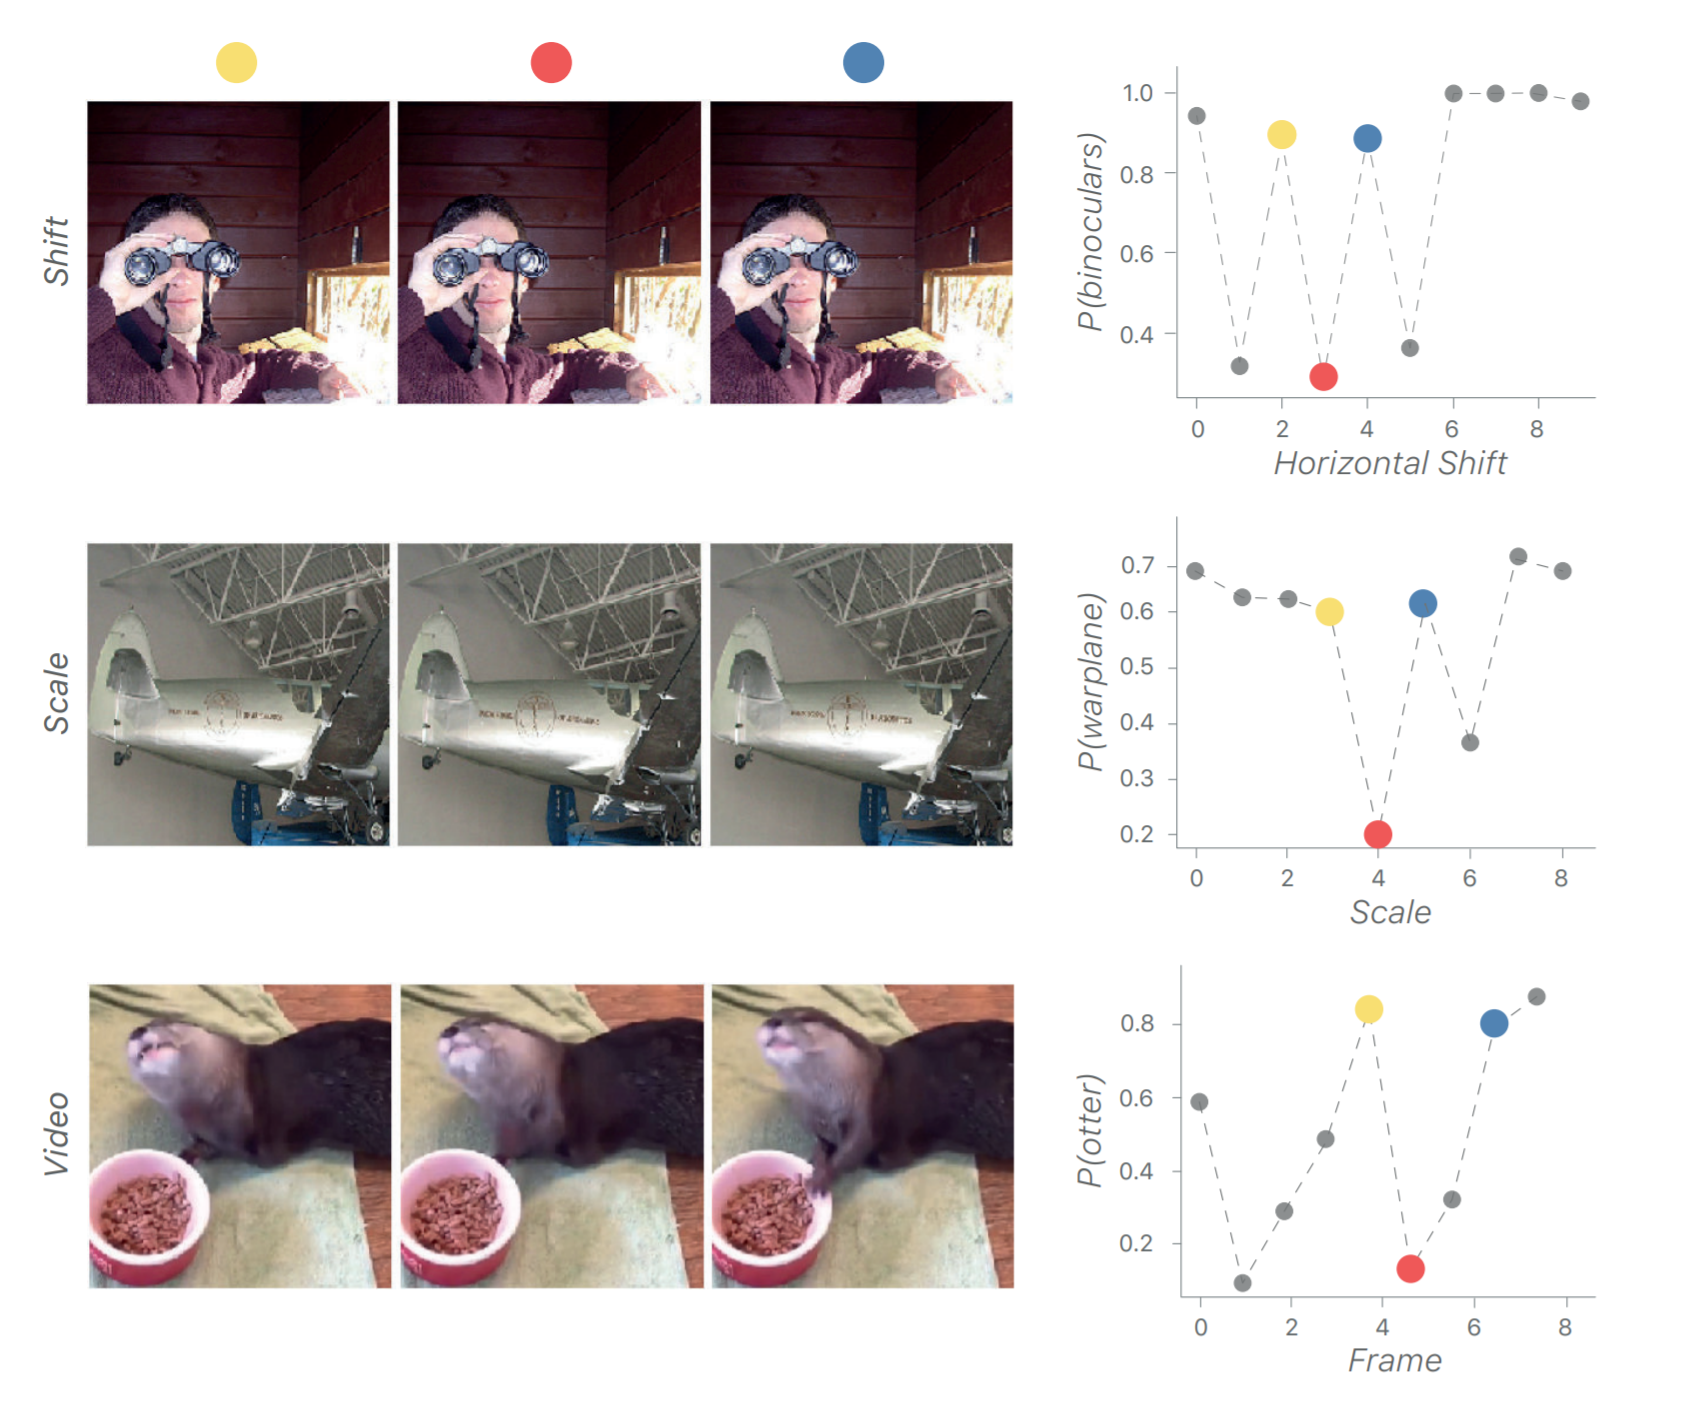 Shift
1.0
0.8
0.6
0.4
P(binoculars)
0 2 4 6 8
Horizontal Shift
Scale
0.7
0.6
0.5
0.4
0.3
0.2
P(warplane)
0 2 4 6 8
Scale
Video
0.8
0.6
0.4
0.2
P(otter)
0 2 4 6 8
Frame